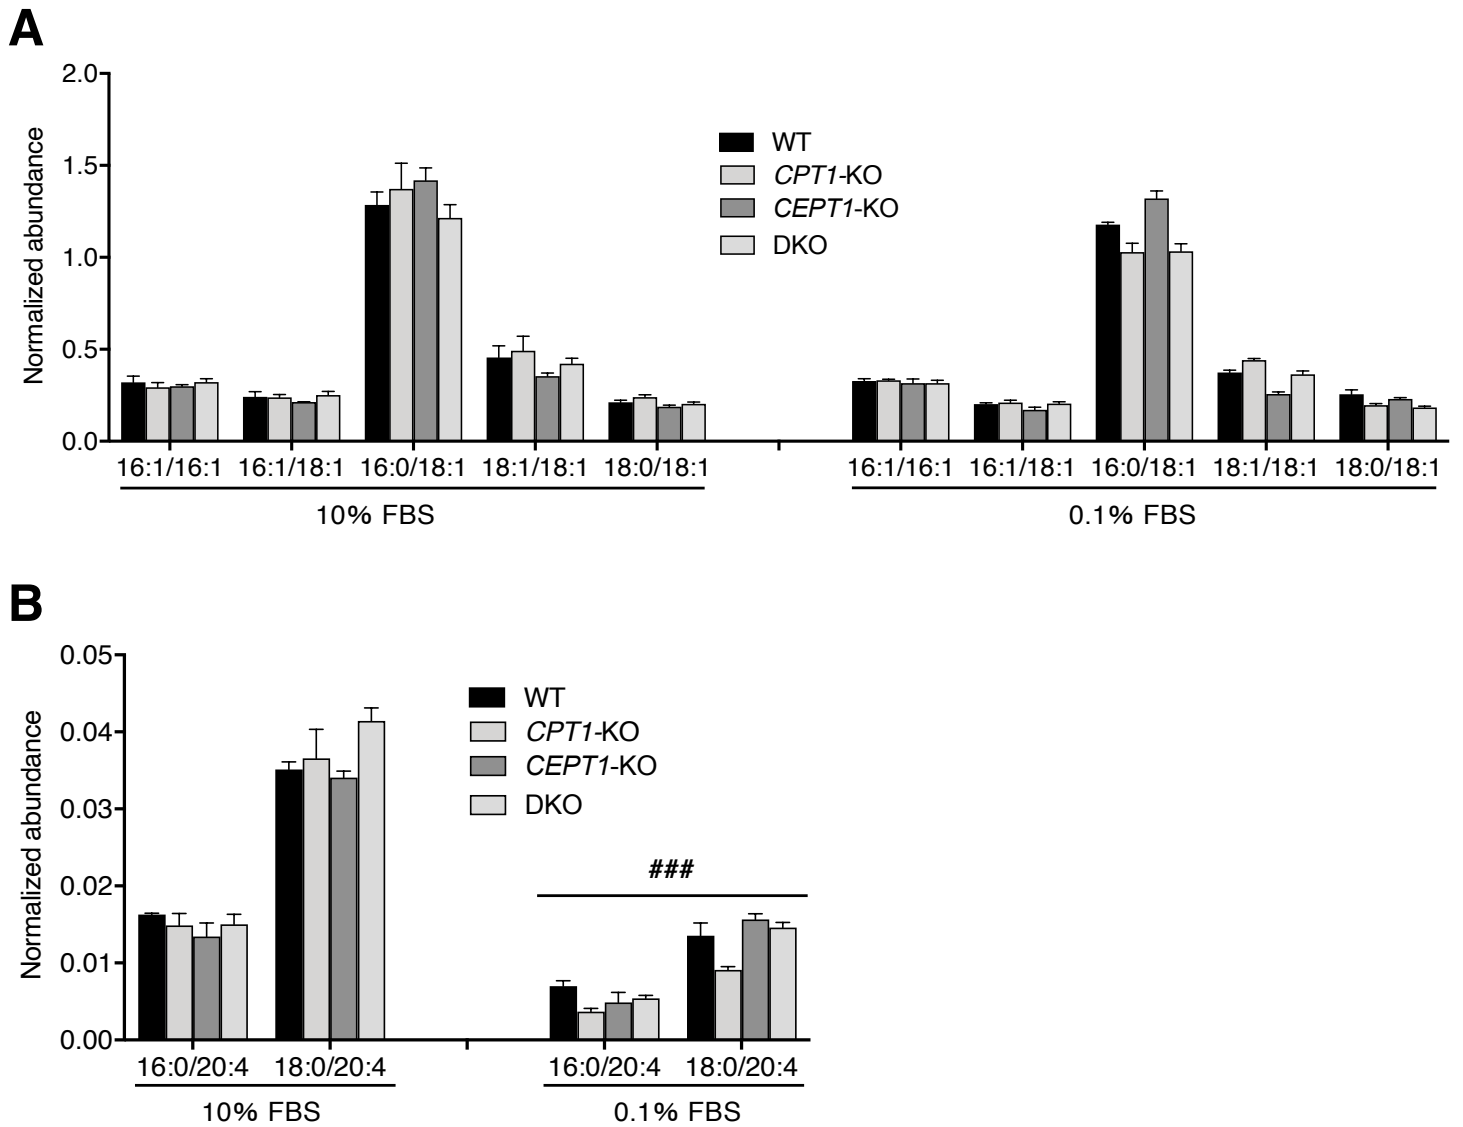 A
2.0
1.5
1.0
0.5
0.0
Normalized abundance
WT
CPT1-KO
CEPT1-KO
DKO
16:1/16:1 16:1/18:1 16:0/18:1 18:1/18:1 18:0/18:1 16:1/16:1 16:1/18:1 16:0/18:1 18:1/18:1 18:0/18:1
10% FBS 0.1% FBS
B
0.05
0.04
0.03
0.02
0.01
0.00
Normalized abundance
WT
CPT1-KO
CEPT1-KO
DKO
###
16:0/20:4 18:0/20:4 16:0/20:4 18:0/20:4
10% FBS 0.1% FBS